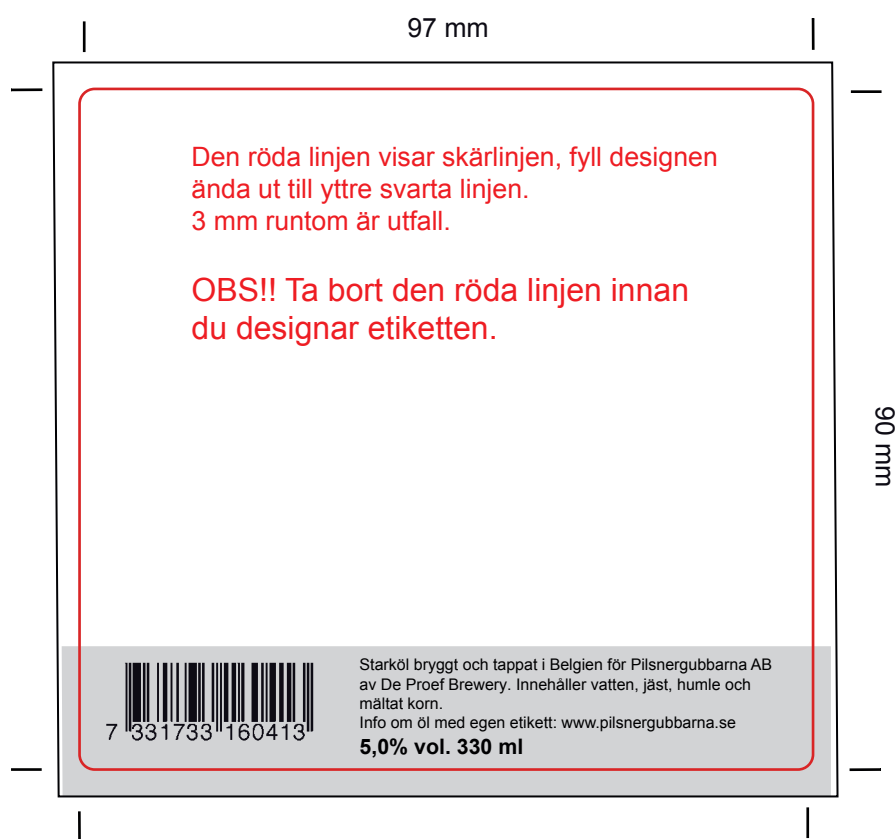 97 mm
Den röda linjen visar skärlinjen, fyll designen
ända ut till yttre svarta linjen.
3 mm runtom är utfall.
OBS!! Ta bort den röda linjen innan
du designar etiketten.
90 mm
Starköl bryggt och tappat i Belgien för Pilsnergubbarna AB
av De Proef Brewery. Innehåller vatten, jäst, humle och
mältat korn.
Info om öl med egen etikett: www.pilsnergubbarna.se
5,0% vol. 330 ml
7 331733 160413